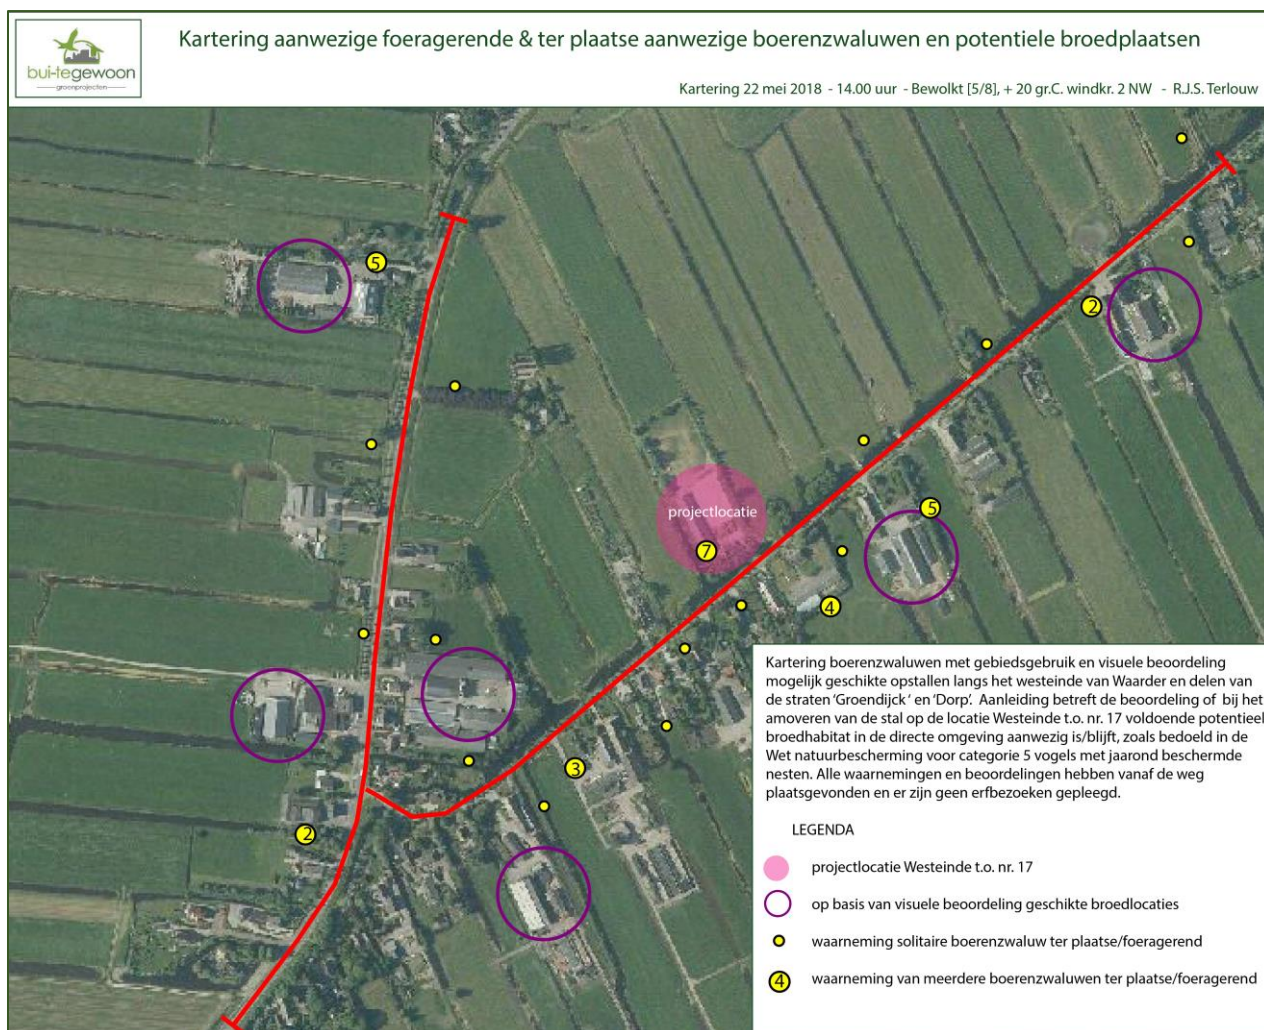 bui-tegewoon
groenprojecten
Kartering aanwezige foeragerende & ter plaatse aanwezige boerenzwaluwen en potentiele broedplaatsen
Kartering 22 mei 2018 - 14.00 uur - Bewolkt [5/8], + 20 gr.C. windkr. 2 NW - R.J.S. Terlouw
5
2
projectlocatie
5
7
4
3
2
Kartering boerenzwaluwen met gebiedsgebruik en visuele beoordeling
mogelijk geschikte opstallen langs het westeinde van Waarder en delen van
de straten 'Groendijck' en 'Dorp'. Aanleiding betreft de beoordeling of bij het
amoveren van de stal op de locatie Westeinde t.o. nr. 17 voldoende potentieel
broedhabitat in de directe omgeving aanwezig is/blijft, zoals bedoeld in de
Wet natuurbescherming voor categorie 5 vogels met jaarond beschermde
nesten. Alle waarnemingen en beoordelingen hebben vanaf de weg
plaatsgevonden en er zijn geen erfbezoeken gepleegd.
LEGENDA
projectlocatie Westeinde t.o. nr. 17
op basis van visuele beoordeling geschikte broedlocaties
waarneming solitaire boerenzwaluw ter plaatse/foeragerend
4 waarneming van meerdere boerenzwaluwen ter plaatse/foeragerend